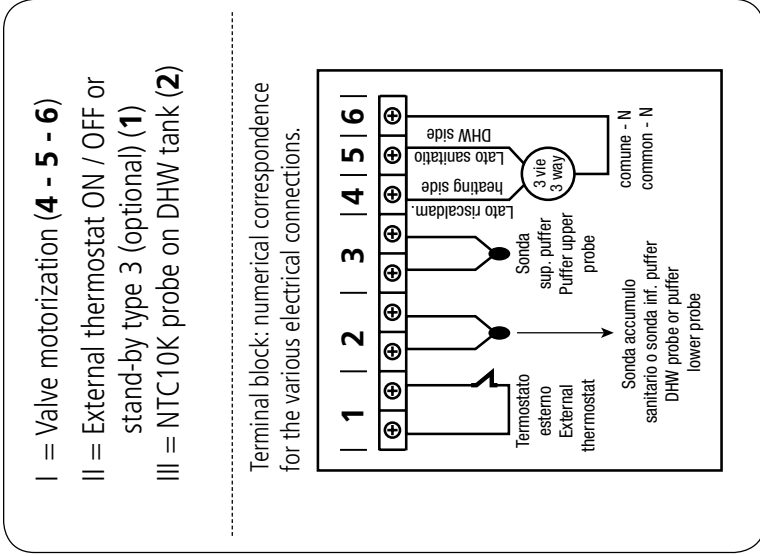 I = Valve motorization (4 - 5 - 6)
II = External thermostat ON / OFF or
stand-by type 3 (optional) (1)
III = NTC10K probe on DHW tank (2)
Terminal block: numerical correspondence
for the various electrical connections.
| 1 | 2 | 3 | 4 | 5 | 6 |
Termostato
esterno
External
thermostat
Sonda accumulo
sanitario o sonda inf. puffer
DHW probe or puffer
lower probe
Sonda
sup. puffer
Puffer upper
probe
Lato riscaldam.
heating side
Lato sanitatio
DHW side
3 vie
3 way
comune - N
common - N